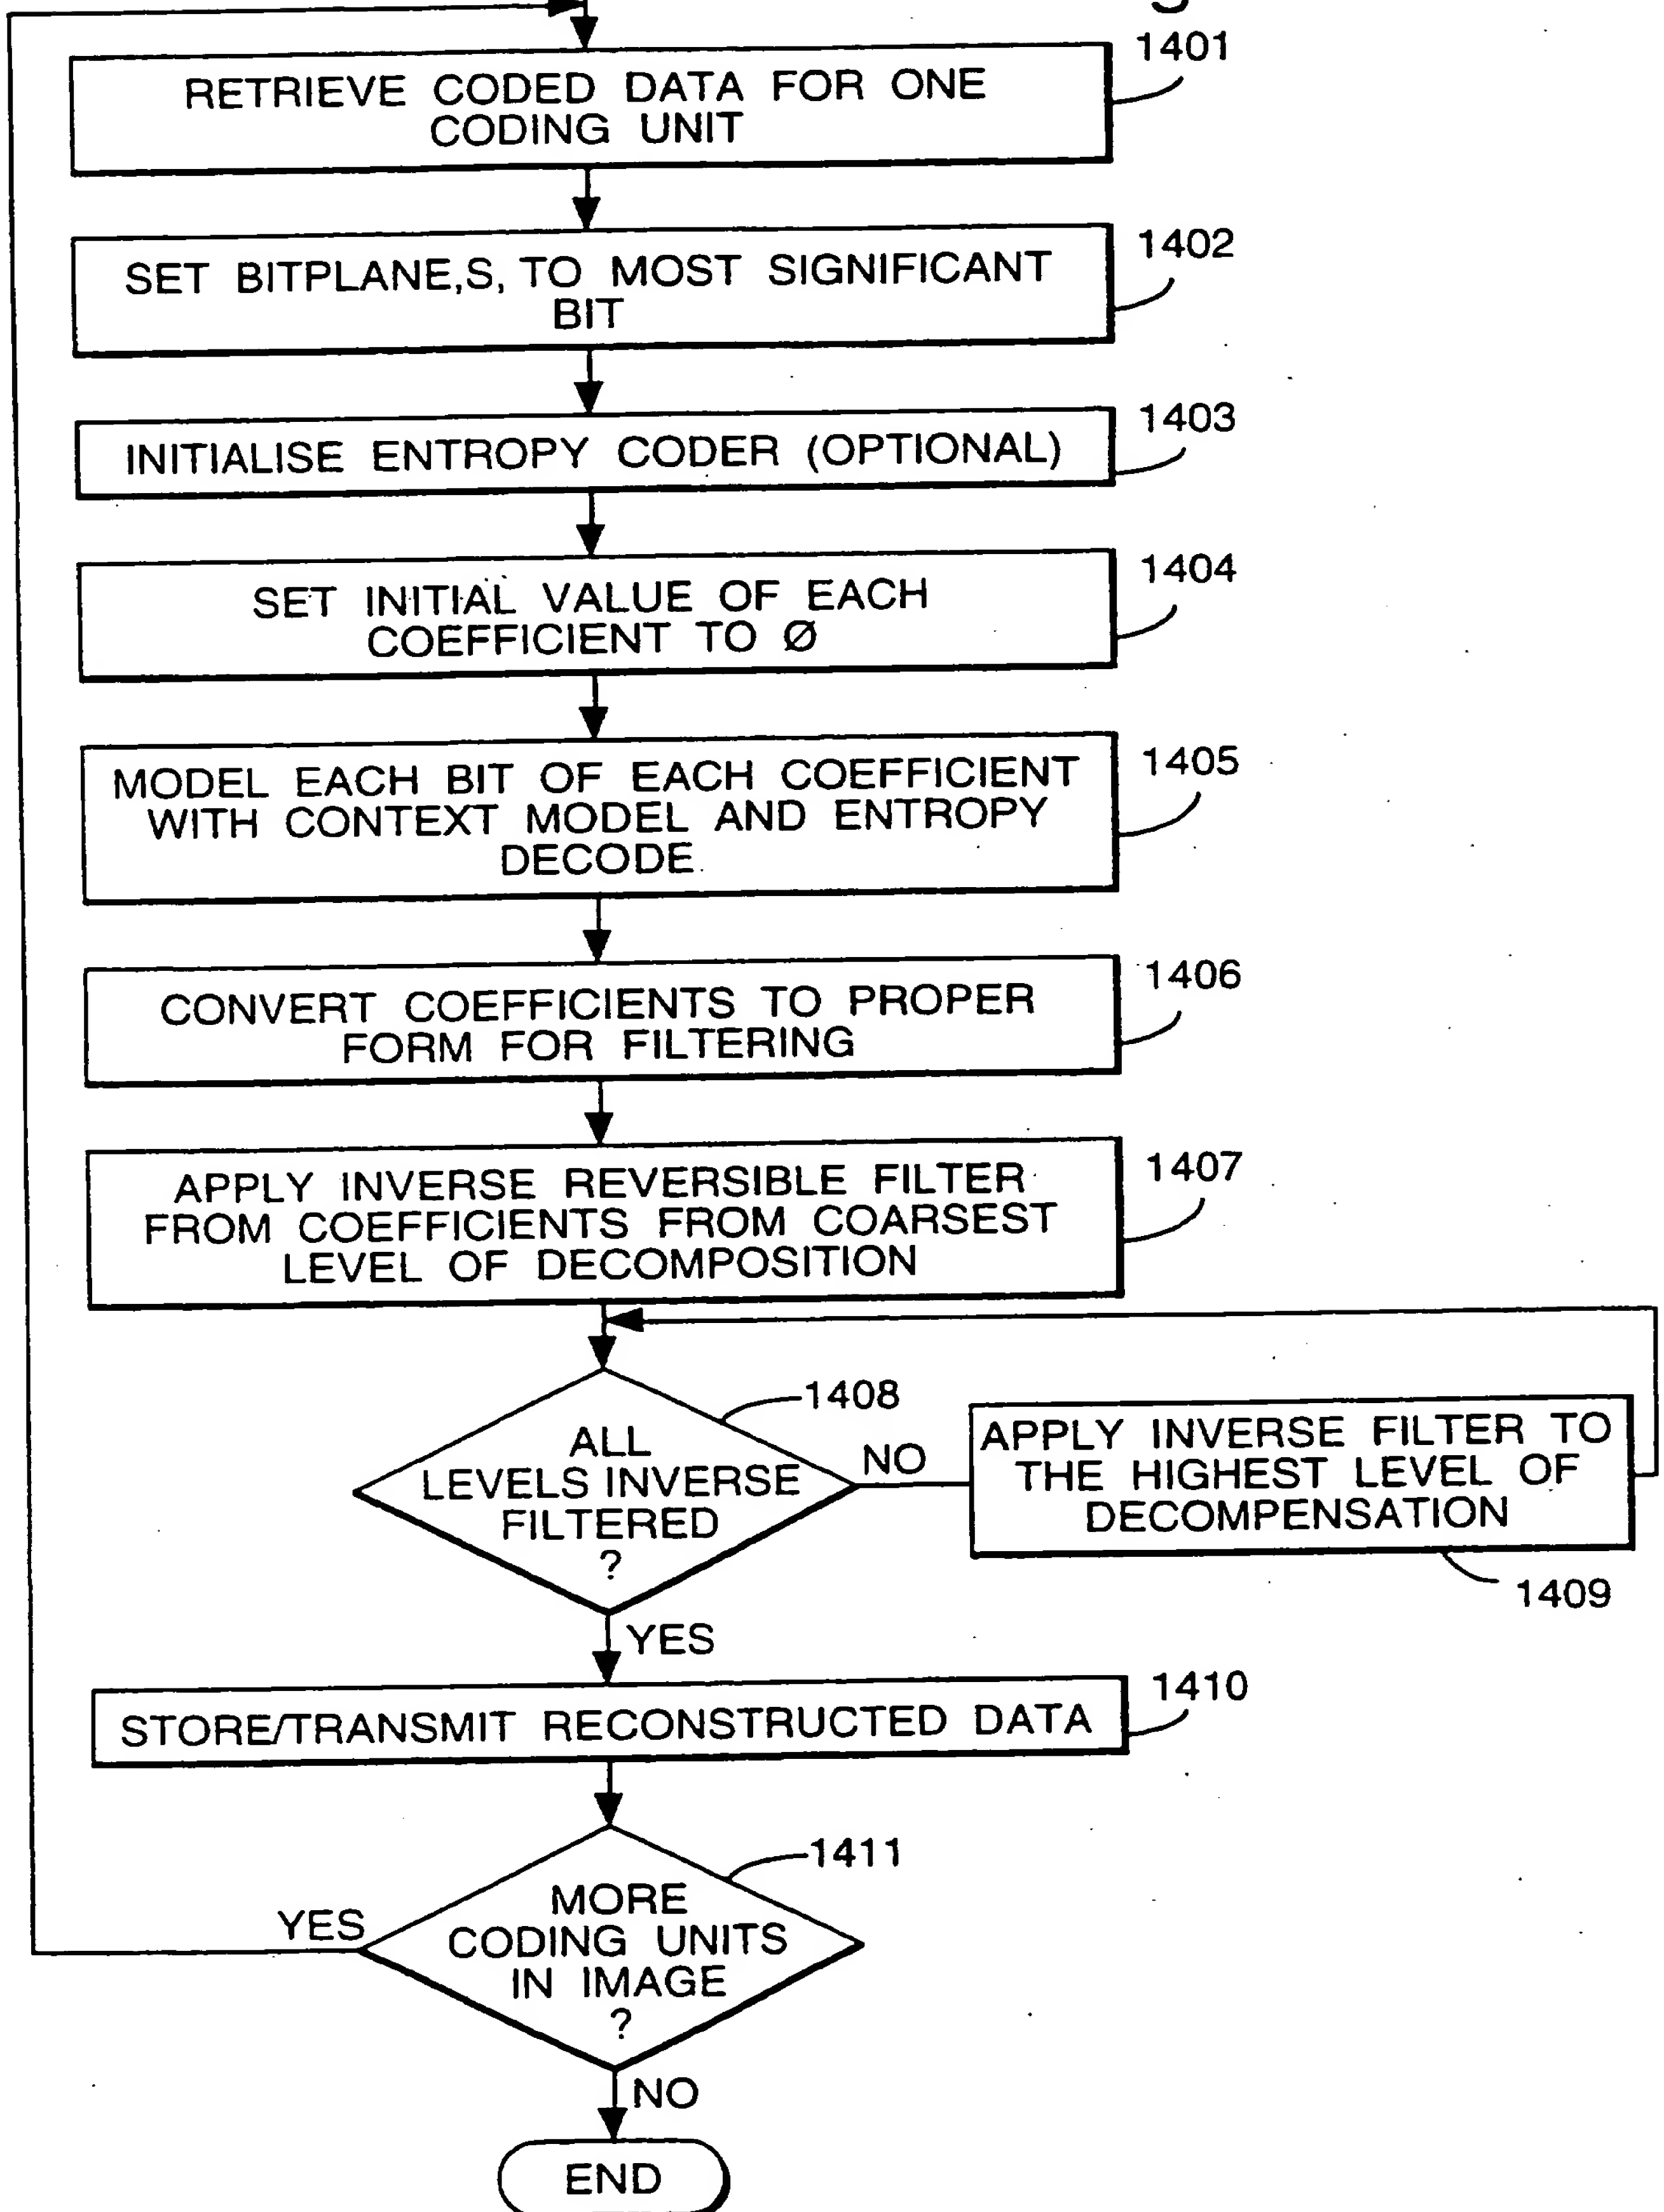 1401
RETRIEVE CODED DATA FOR ONE
CODING UNIT
1402
SET BITPLANE,S, TO MOST SIGNIFICANT
BIT
1403
INITIALISE ENTROPY CODER (OPTIONAL)
1404
SET INITIAL VALUE OF EACH
COEFFICIENT TO Ø
1405
MODEL EACH BIT OF EACH COEFFICIENT
WITH CONTEXT MODEL AND ENTROPY
DECODE
1406
CONVERT COEFFICIENTS TO PROPER
FORM FOR FILTERING
1407
APPLY INVERSE REVERSIBLE FILTER
FROM COEFFICIENTS FROM COARSEST
LEVEL OF DECOMPOSITION
1408
ALL
LEVELS INVERSE
FILTERED
?
NO
APPLY INVERSE FILTER TO
THE HIGHEST LEVEL OF
DECOMPENSATION
1409
YES
1410
STORE/TRANSMIT RECONSTRUCTED DATA
1411
MORE
CODING UNITS
IN IMAGE
?
YES
NO
END